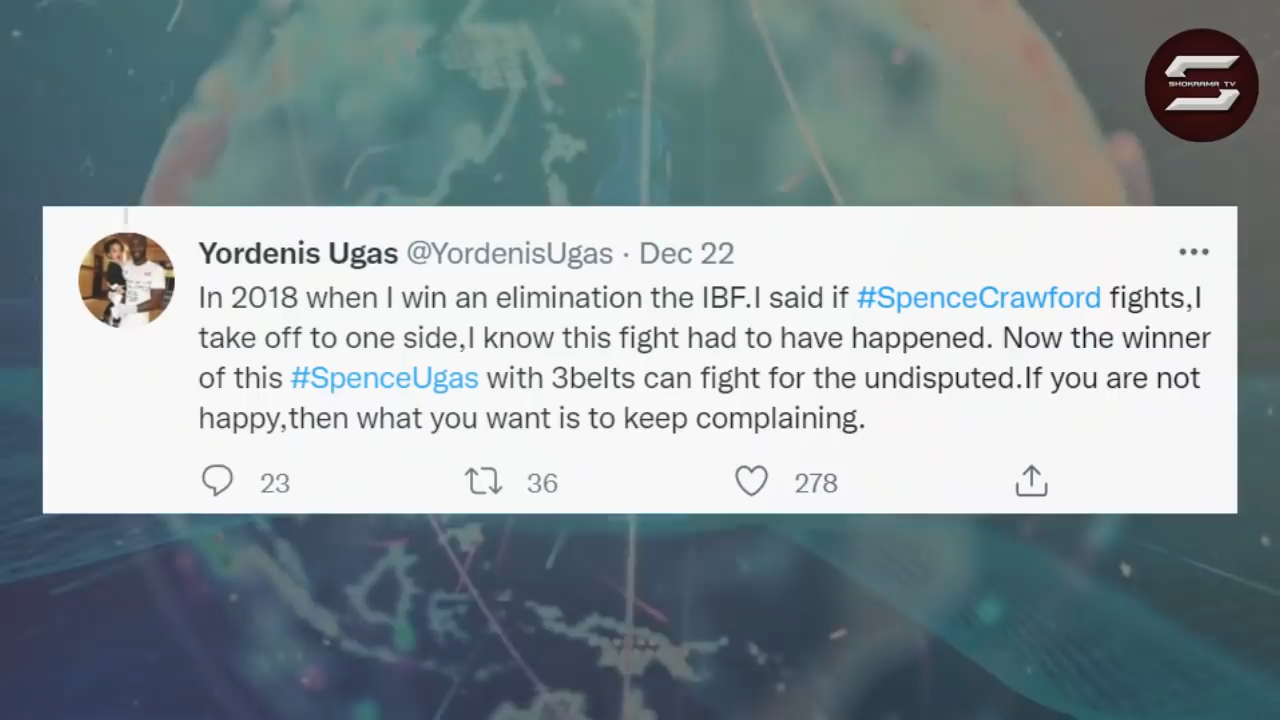 SHOKRAMA TV
Yordenis Ugas @YordenisUgas · Dec 22
In 2018 when I win an elimination the IBF.I said if #SpenceCrawford fights,I
take off to one side,I know this fight had to have happened. Now the winner
of this #SpenceUgas with 3belts can fight for the undisputed.If you are not
happy,then what you want is to keep complaining.
23 36 278